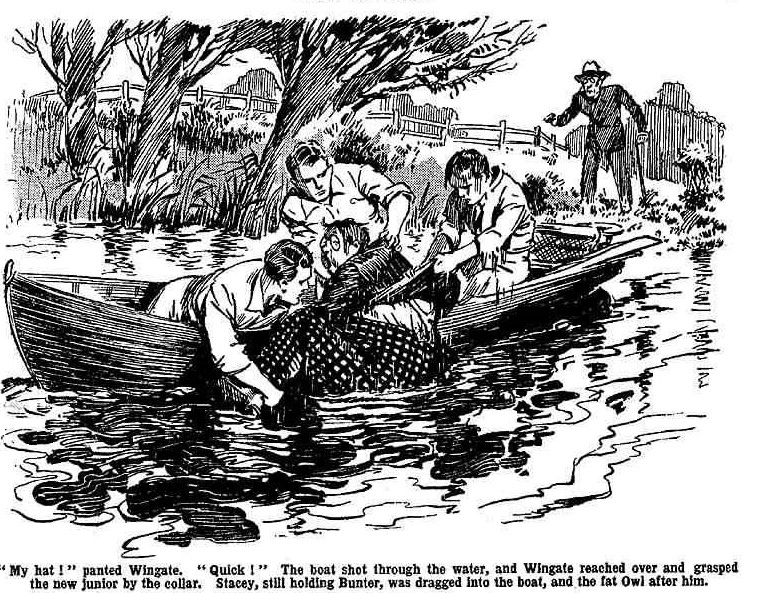 "My hat!" panted Wingate. "Quick!" The boat shot through the water, and Wingate reached over and grasped
the new junior by the collar. Stacey, still holding Bunter, was dragged into the boat, and the fat Owl after him.